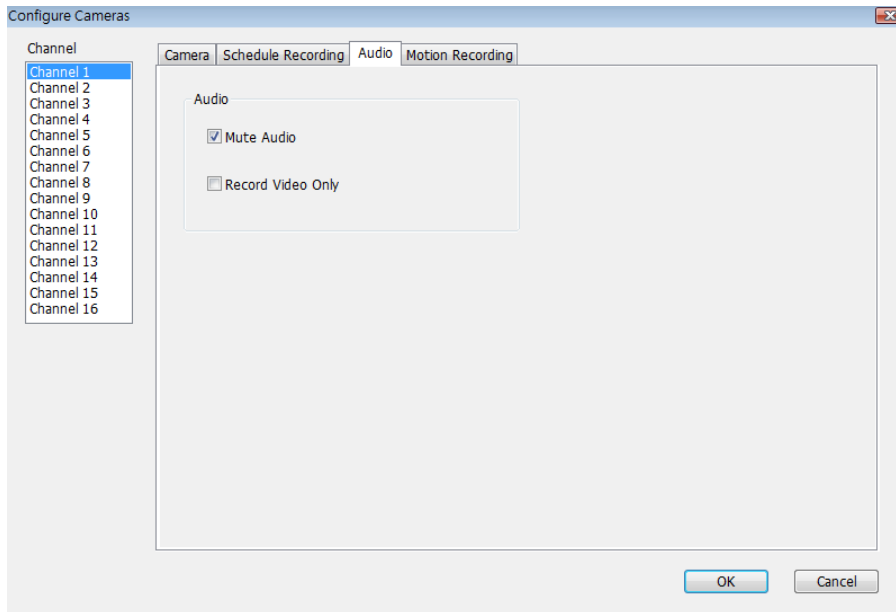 Configure Cameras
Channel
Channel 1
Channel 2
Channel 3
Channel 4
Channel 5
Channel 6
Channel 7
Channel 8
Channel 9
Channel 10
Channel 11
Channel 12
Channel 13
Channel 14
Channel 15
Channel 16
Camera Schedule Recording Audio Motion Recording
Audio
Mute Audio
Record Video Only
OK Cancel